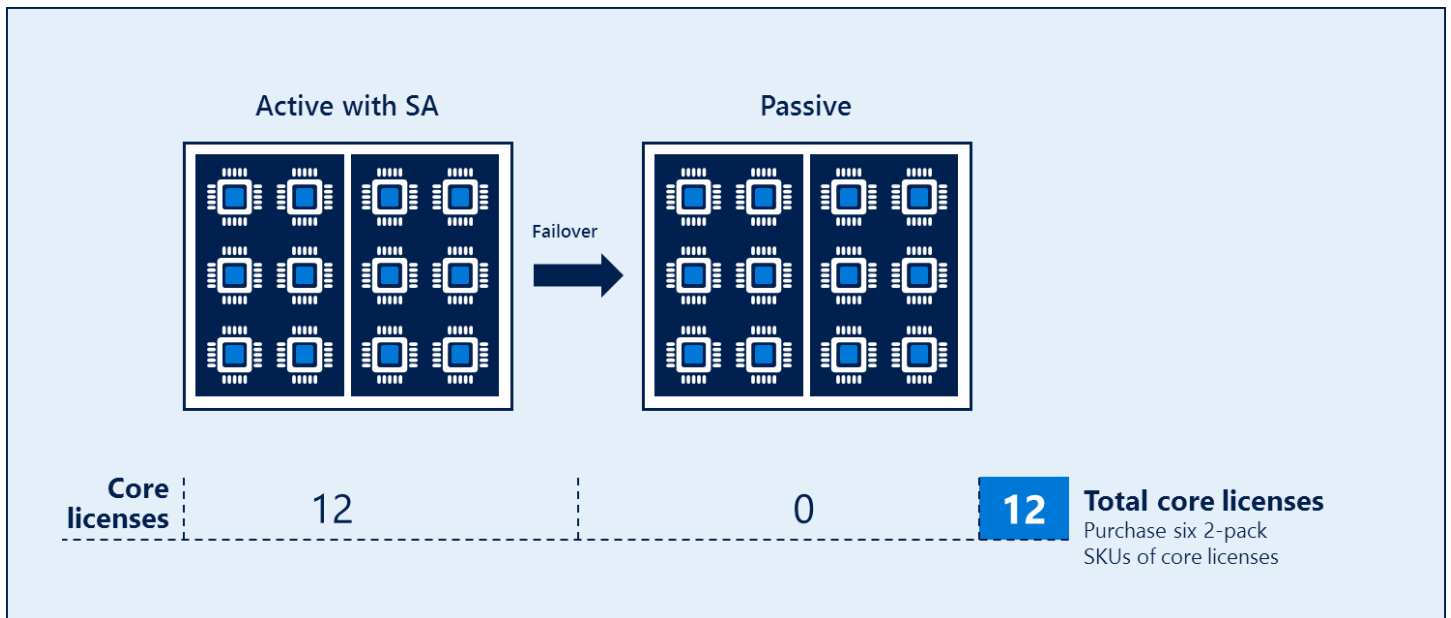 Active with SA
Passive
Failover
Core
licenses
12
0
12
Total core licenses
Purchase six 2-pack
SKUs of core licenses